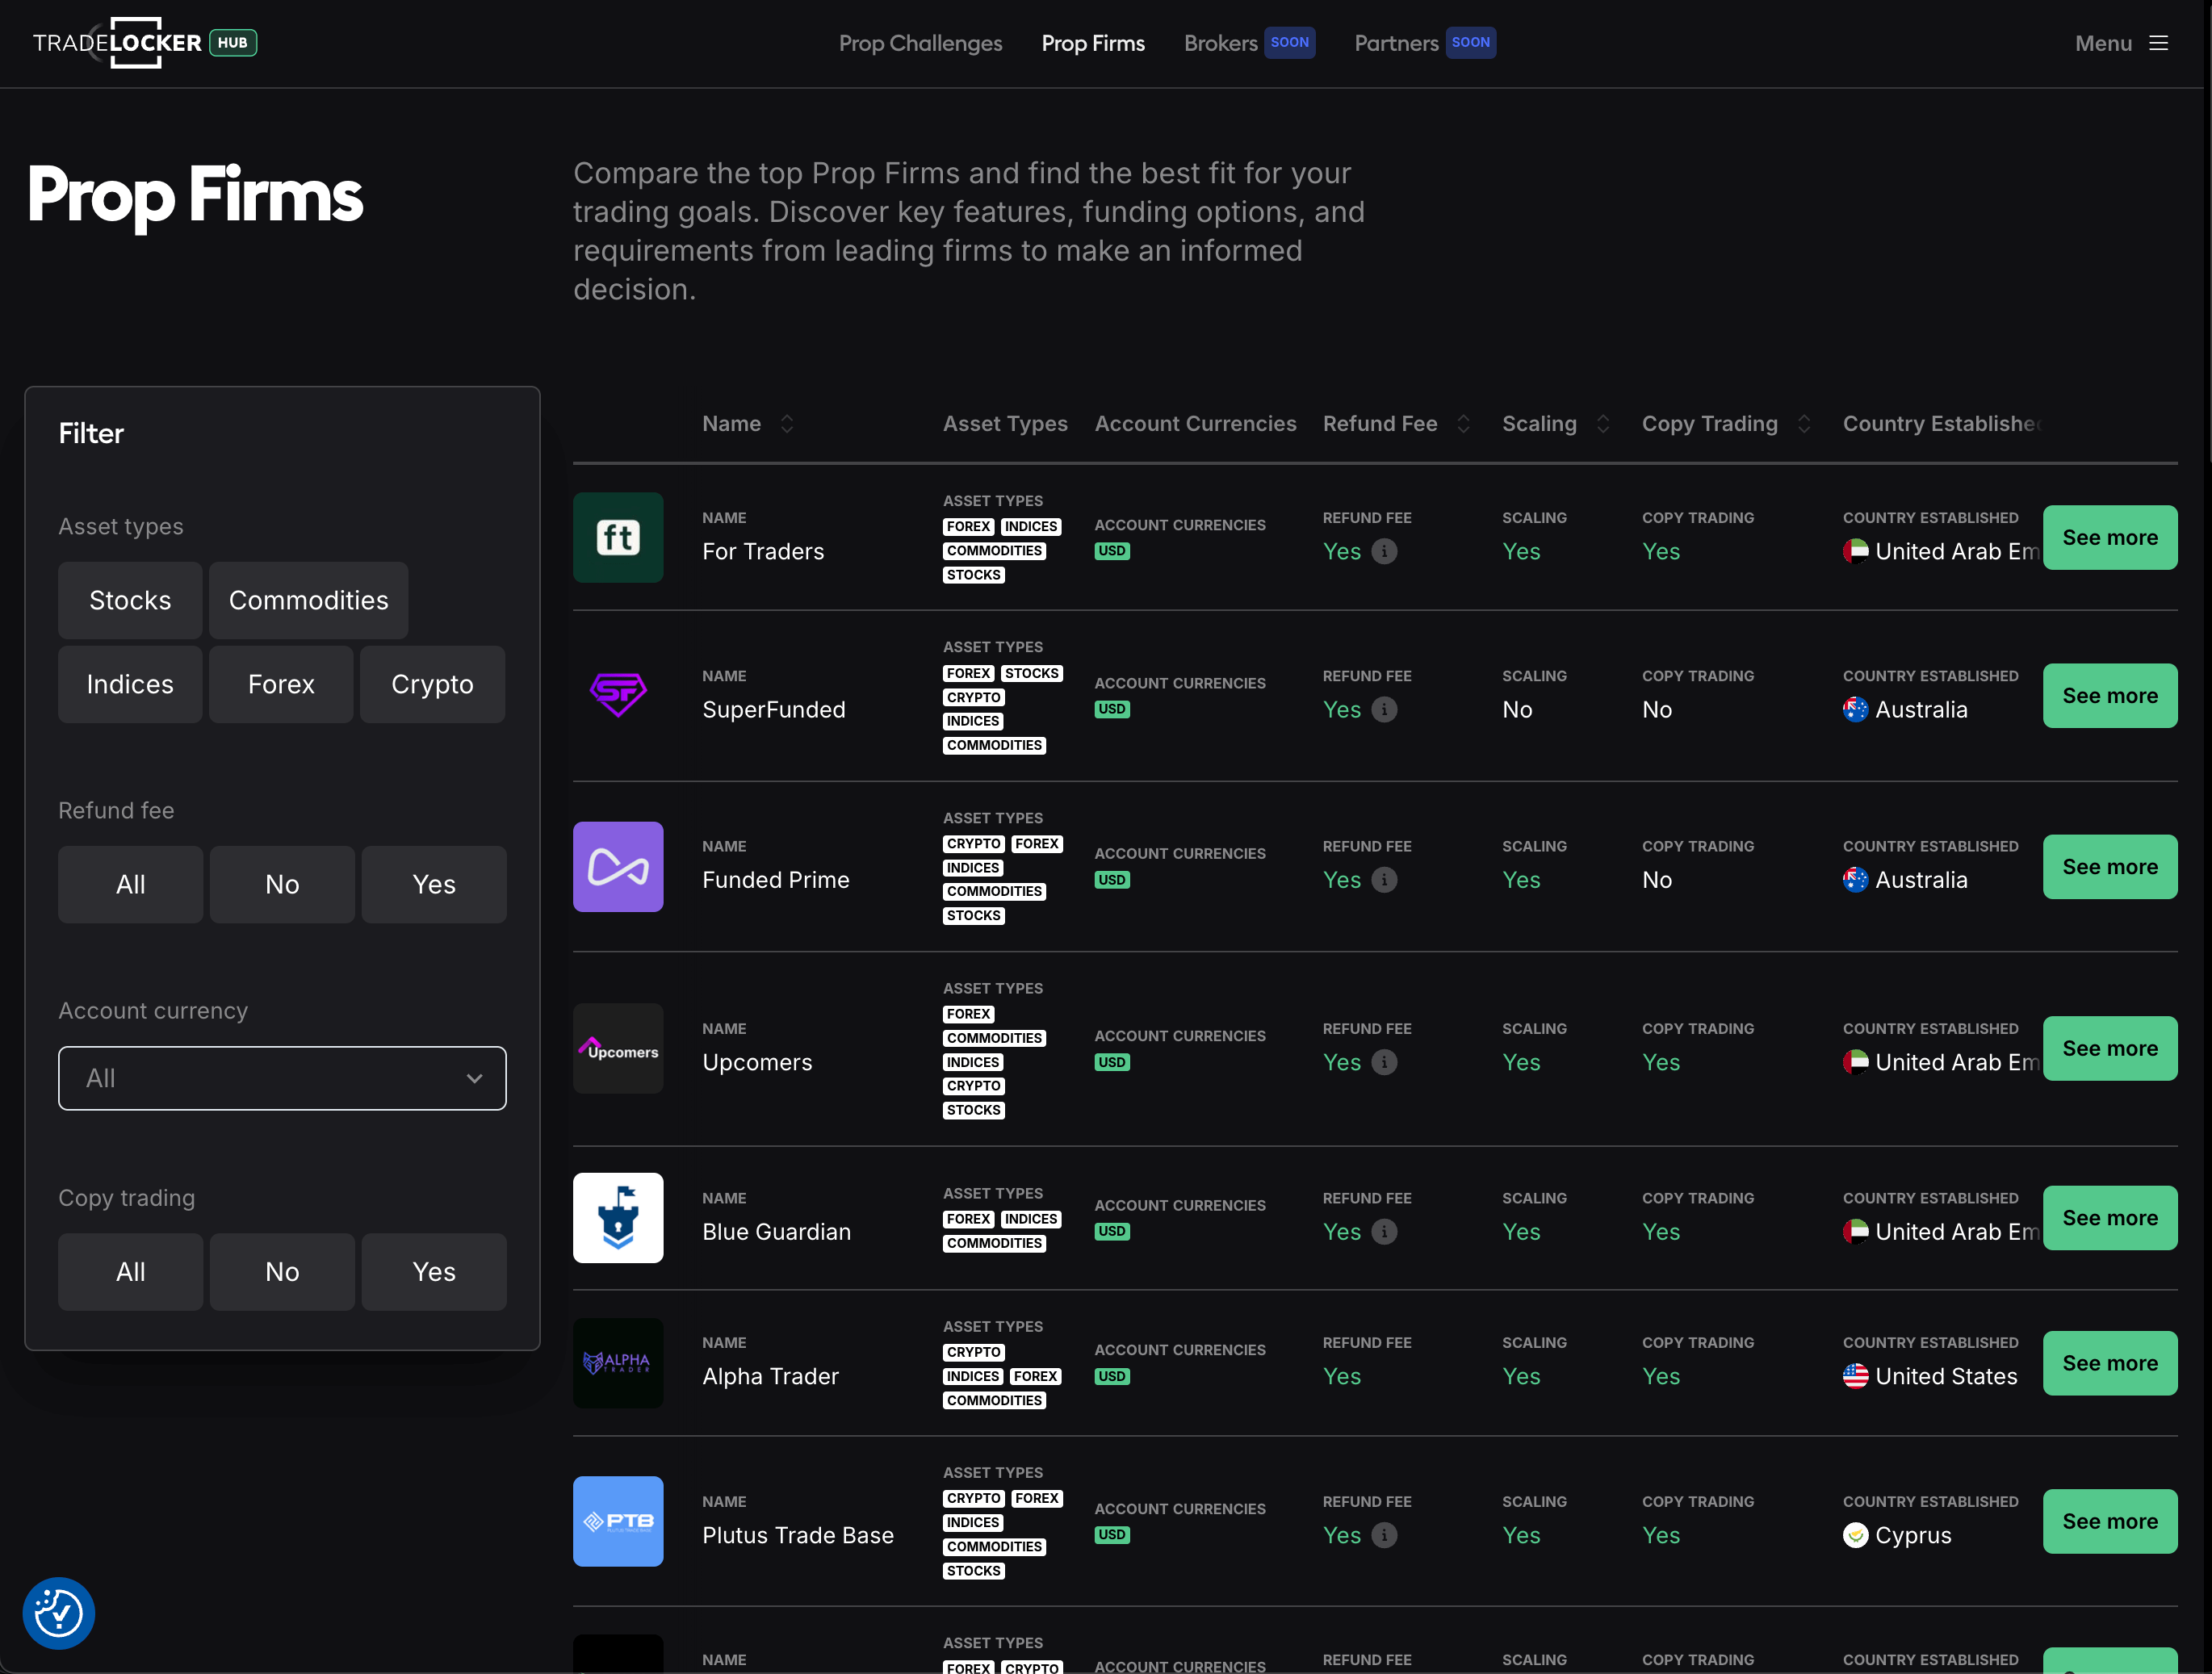 TRADELOCKER HUB
Prop Challenges
Prop Firms
Brokers SOON
Partners SOON
Menu
Prop Firms
Compare the top Prop Firms and find the best fit for your
trading goals. Discover key features, funding options, and
requirements from leading firms to make an informed
decision.
Filter
Asset types
Stocks Commodities
Indices Forex Crypto
Refund fee
All No Yes
Account currency
All
Copy trading
All No Yes
Name Asset Types Account Currencies Refund Fee Scaling Copy Trading Country Established
ft
NAME
For Traders
ASSET TYPES
FOREX INDICES
COMMODITIES
STOCKS
ACCOUNT CURRENCIES
USD
REFUND FEE
Yes
SCALING
Yes
COPY TRADING
Yes
COUNTRY ESTABLISHED
United Arab Em
See more
SF
NAME
SuperFunded
ASSET TYPES
FOREX STOCKS
CRYPTO
INDICES
COMMODITIES
ACCOUNT CURRENCIES
USD
REFUND FEE
Yes
SCALING
No
COPY TRADING
No
COUNTRY ESTABLISHED
Australia
See more
NAME
Funded Prime
ASSET TYPES
CRYPTO FOREX
INDICES
COMMODITIES
STOCKS
ACCOUNT CURRENCIES
USD
REFUND FEE
Yes
SCALING
Yes
COPY TRADING
No
COUNTRY ESTABLISHED
Australia
See more
Upcomers
NAME
Upcomers
ASSET TYPES
FOREX
COMMODITIES
INDICES
CRYPTO
STOCKS
ACCOUNT CURRENCIES
USD
REFUND FEE
Yes
SCALING
Yes
COPY TRADING
Yes
COUNTRY ESTABLISHED
United Arab Em
See more
NAME
Blue Guardian
ASSET TYPES
FOREX INDICES
COMMODITIES
ACCOUNT CURRENCIES
USD
REFUND FEE
Yes
SCALING
Yes
COPY TRADING
Yes
COUNTRY ESTABLISHED
United Arab Em
See more
ALPHA
TRADER
NAME
Alpha Trader
ASSET TYPES
CRYPTO
INDICES FOREX
COMMODITIES
ACCOUNT CURRENCIES
USD
REFUND FEE
Yes
SCALING
Yes
COPY TRADING
Yes
COUNTRY ESTABLISHED
United States
See more
PTB
PLUTUS TRADE BASE
NAME
Plutus Trade Base
ASSET TYPES
CRYPTO FOREX
INDICES
COMMODITIES
STOCKS
ACCOUNT CURRENCIES
USD
REFUND FEE
Yes
SCALING
Yes
COPY TRADING
Yes
COUNTRY ESTABLISHED
Cyprus
See more
NAME
ASSET TYPES
FOREX CRYPTO
ACCOUNT CURRENCIES
REFUND FEE
SCALING
COPY TRADING
COUNTRY ESTABLISHED